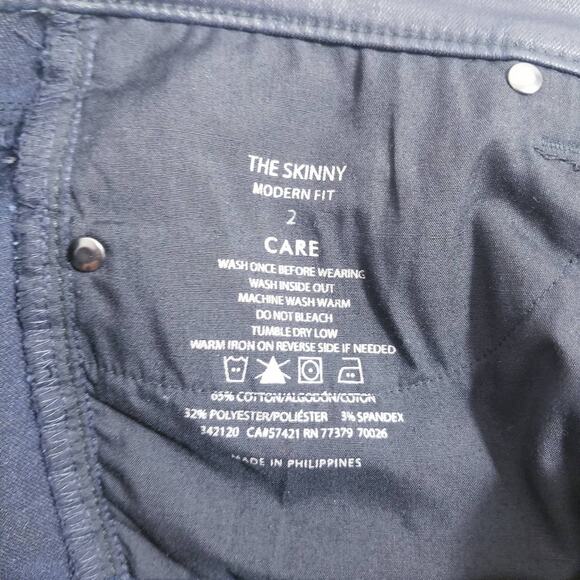 THE SKINNY
MODERN FIT
2
CARE
WASH ONCE BEFORE WEARING
WASH INSIDE OUT
MACHINE WASH WARM
DO NOT BLEACH
TUMBLE DRY LOW
WARM IRON ON REVERSE SIDE IF NEEDED
65% COTTON/ALGODÓN/COTON
32% POLYESTER/POLIÉSTER 3% SPANDEX
342120 CA#57421 RN 77379 70026
MADE IN PHILIPPINES